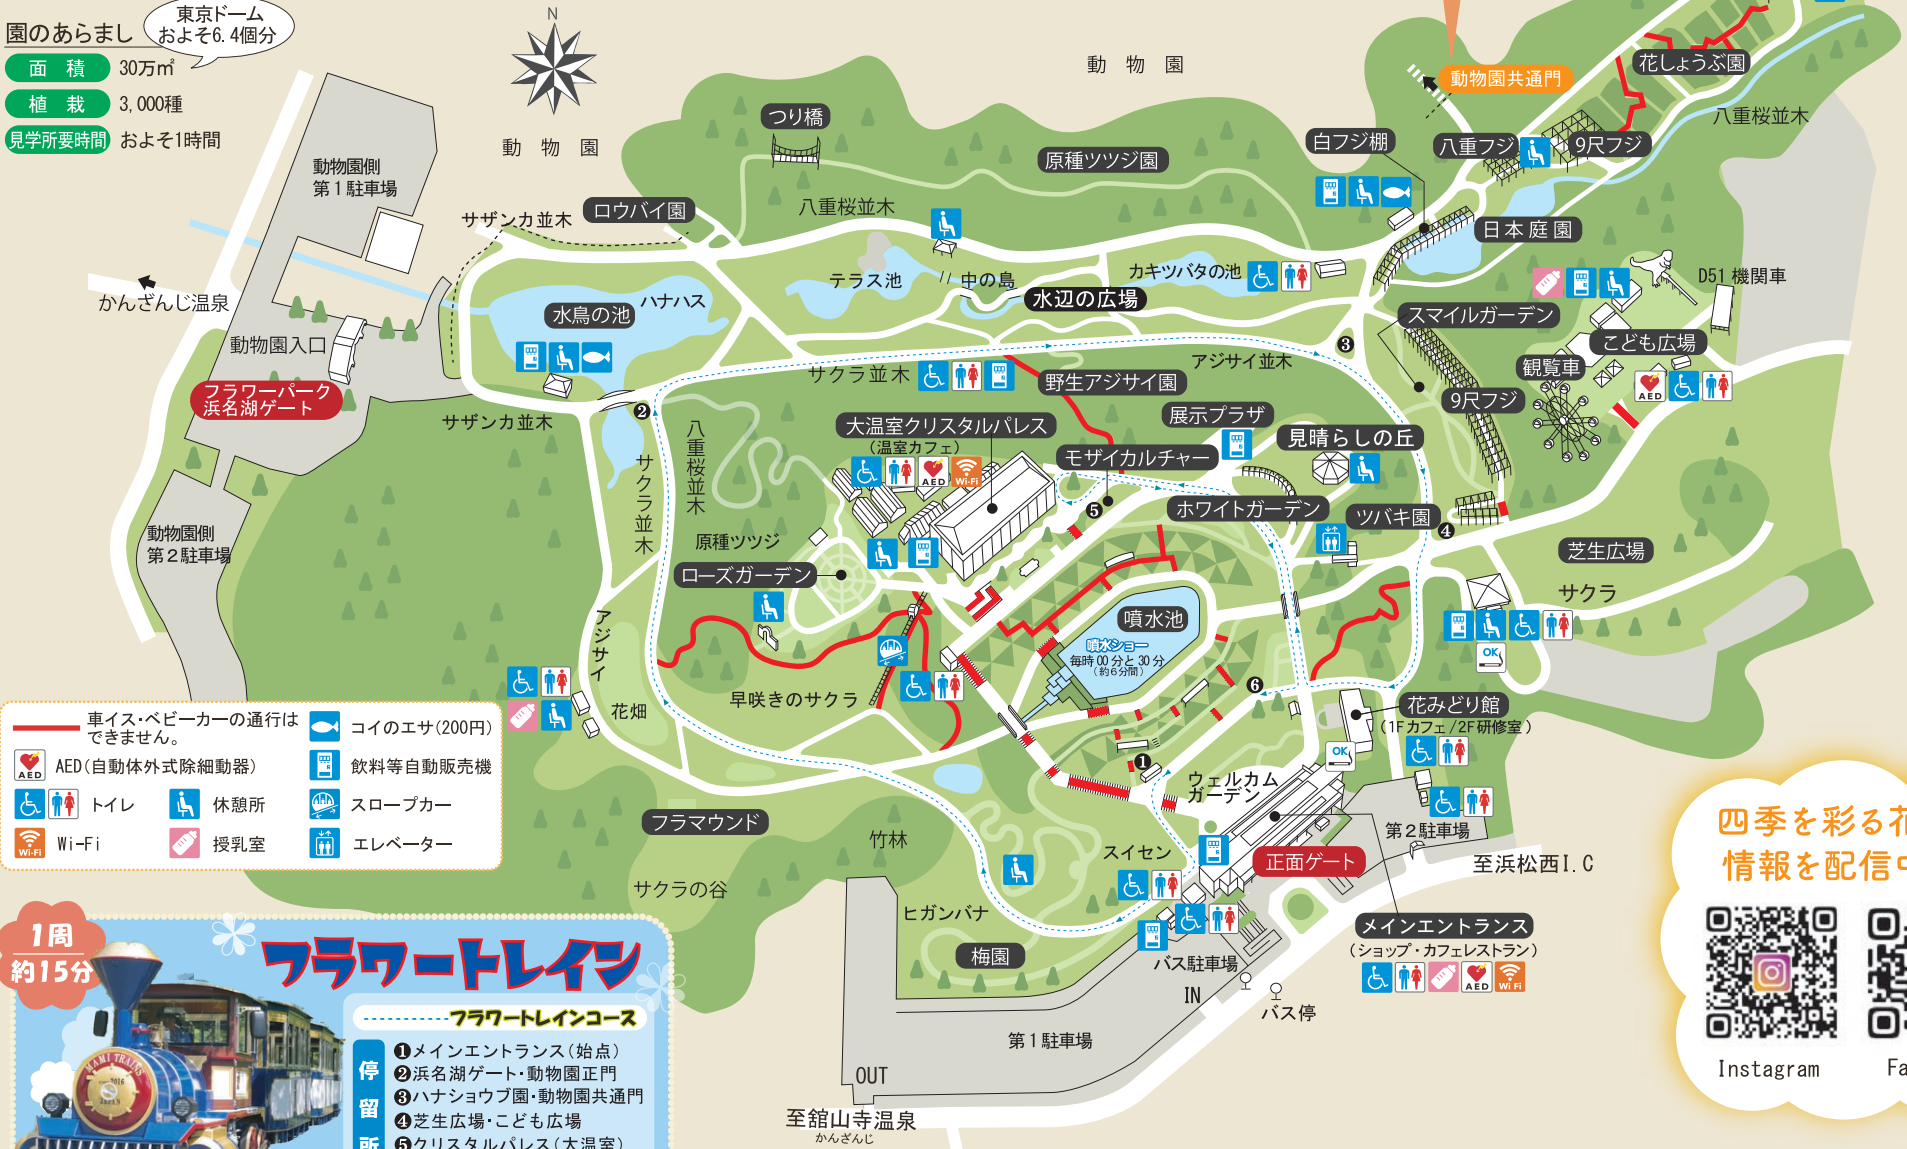 園のあらまし
東京ドーム
およそ6.4個分
面 積 30万㎡
植 栽 3,000種
見学所要時間 およそ1時間
N
動 物 園
動 物 園
動物園共通門
花しょうぶ園
八重桜並木
つり橋
原種ツツジ園
白フジ棚
八重フジ
9尺フジ
動物園側
第1駐車場
サザンカ並木
ロウバイ園
八重桜並木
日本庭園
かんざんじ温泉
テラス池
中の島
カキツバタの池
水辺の広場
D51 機関車
水鳥の池
ハナハス
スマイルガーデン
こども広場
動物園入口
フラワーパーク
浜名湖ゲート
サクラ並木
野生アジサイ園
アジサイ並木
❸
観覧車
AED
9尺フジ
サザンカ並木
❷
八重桜並木
サクラ並木
大温室クリスタルパレス
(温室カフェ)
AED
Wi-Fi
展示プラザ
モザイカルチャー
見晴らしの丘
❺
ホワイトガーデン
ツバキ園
❹
芝生広場
動物園側
第2駐車場
原種ツツジ
ローズガーデン
サクラ
OK
アジサイ
噴水池
噴水ショー
毎時00分と30分
(約6分間)
早咲きのサクラ
花畑
❻
花みどり館
(1Fカフェ/2F研修室)
OK
❶
ウェルカム
ガーデン
第2駐車場
正面ゲート
至浜松西I.C
フラマウンド
竹林
サクラの谷
スイセン
ヒガンバナ
梅園
バス駐車場
IN
バス停
メインエントランス
(ショップ・カフェレストラン)
AED
Wi Fi
第1駐車場
OUT
至舘山寺温泉
かんざんじ
車イス・ベビーカーの通行は
できません。
コイのエサ(200円)
AED
AED(自動体外式除細動器)
飲料等自動販売機
トイレ
休憩所
スロープカー
Wi-Fi
Wi-Fi
授乳室
エレベーター
1周
約15分
フラワートレイン
フラワートレインコース
停留所
❶メインエントランス(始点)
❷浜名湖ゲート・動物園正門
❸ハナショウブ園・動物園共通門
❹芝生広場・こども広場
❺クリスタルパレス(大温室)
HAMI TRAINS
2016
四季を彩る花
情報を配信中
Instagram
Fa